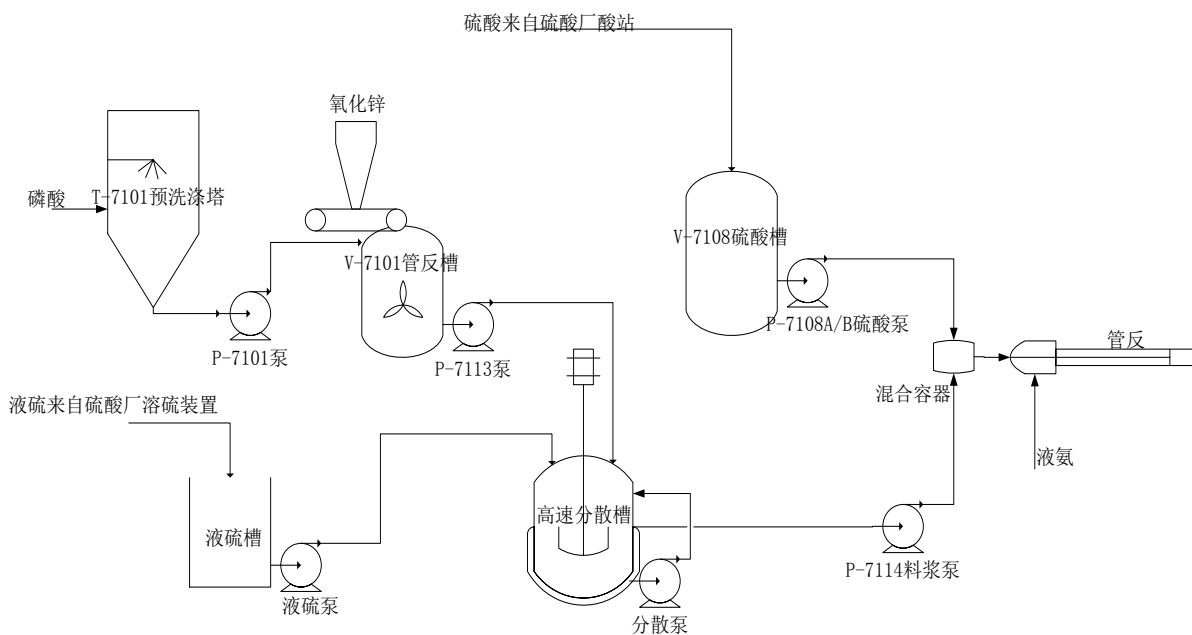 硫酸来自硫酸厂酸站
氧化锌
磷酸
T-7101预洗涤塔
V-7101管反槽
V-7108硫酸槽
P-7101泵
P-7113泵
P-7108A/B硫酸泵
管反
混合容器
液硫来自硫酸厂溶硫装置
液氨
液硫槽
高速分散槽
P-7114料浆泵
液硫泵
分散泵